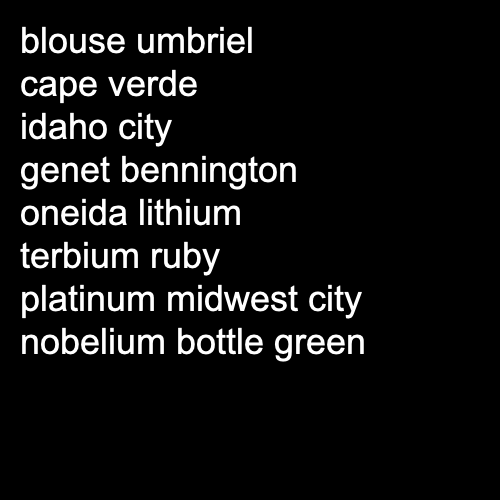 blouse umbriel
cape verde
idaho city
genet bennington
oneida lithium
terbium ruby
platinum midwest city
nobelium bottle green